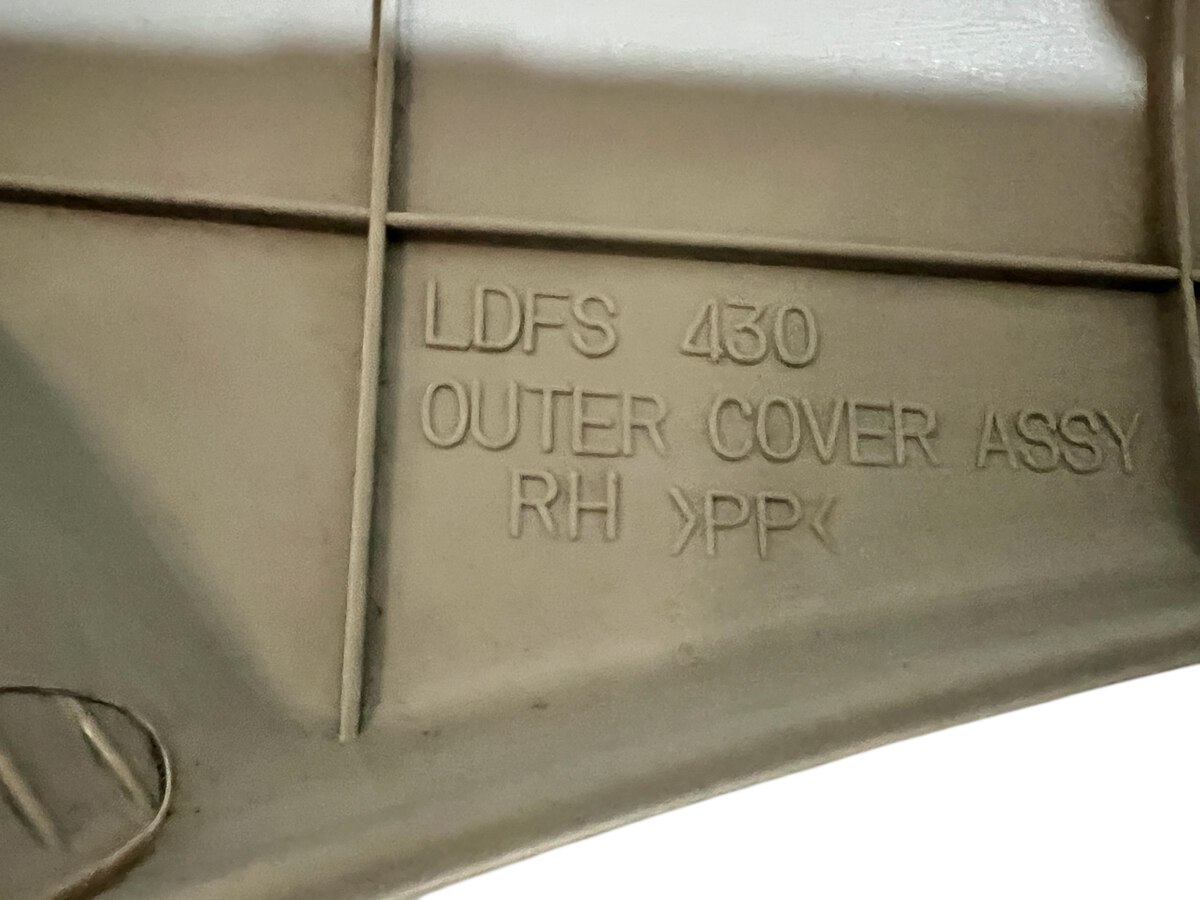 LDFS 430
OUTER COVER ASSY
RH >PP<